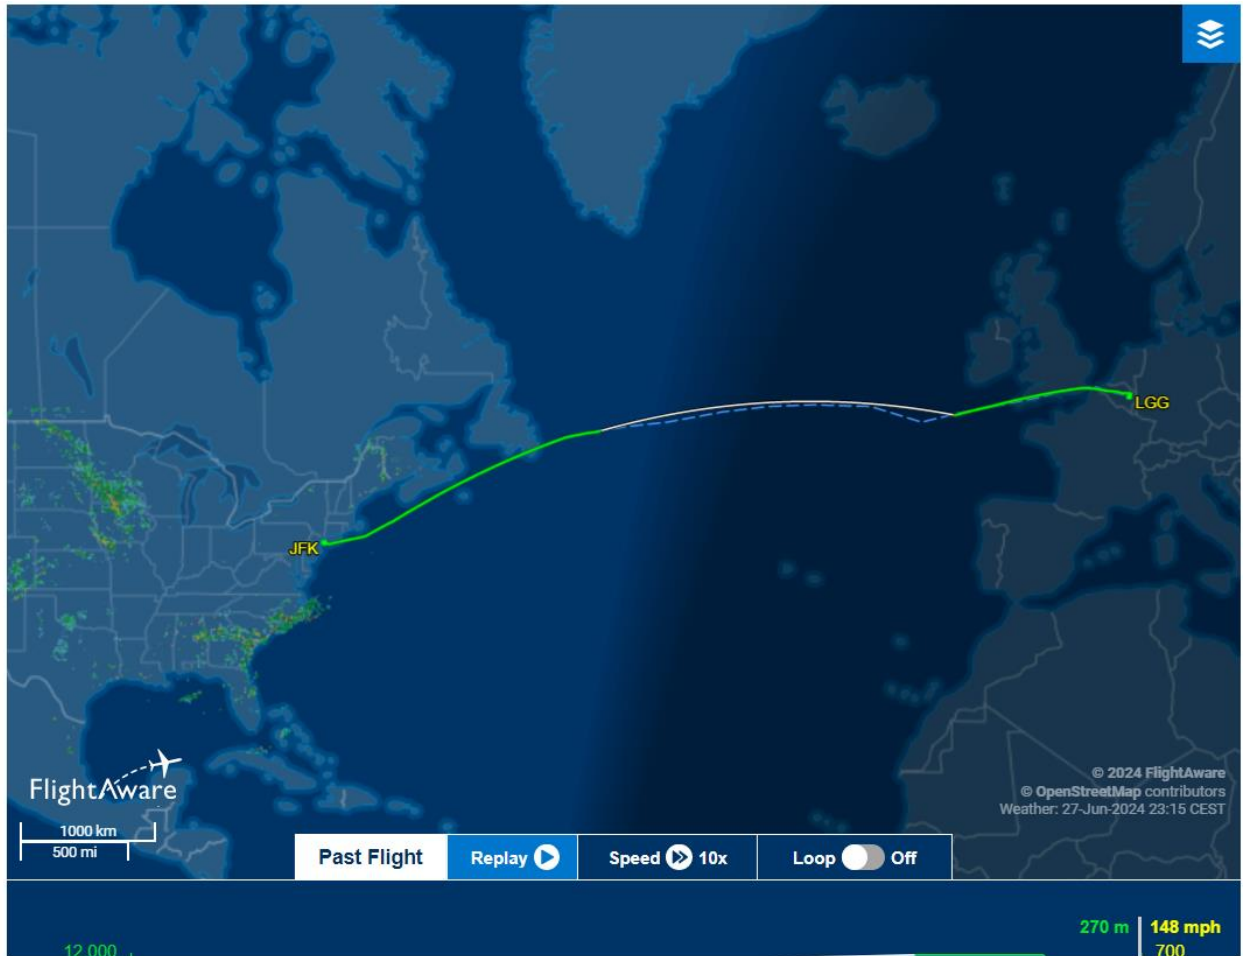 LGG
JFK
FlightAware
© 2024 FlightAware
© OpenStreetMap contributors
Weather: 27-Jun-2024 23:15 CEST
1000 km
500 mi
Past Flight
Replay
Speed 10x
Loop Off
270 m 148 mph
12,000 700